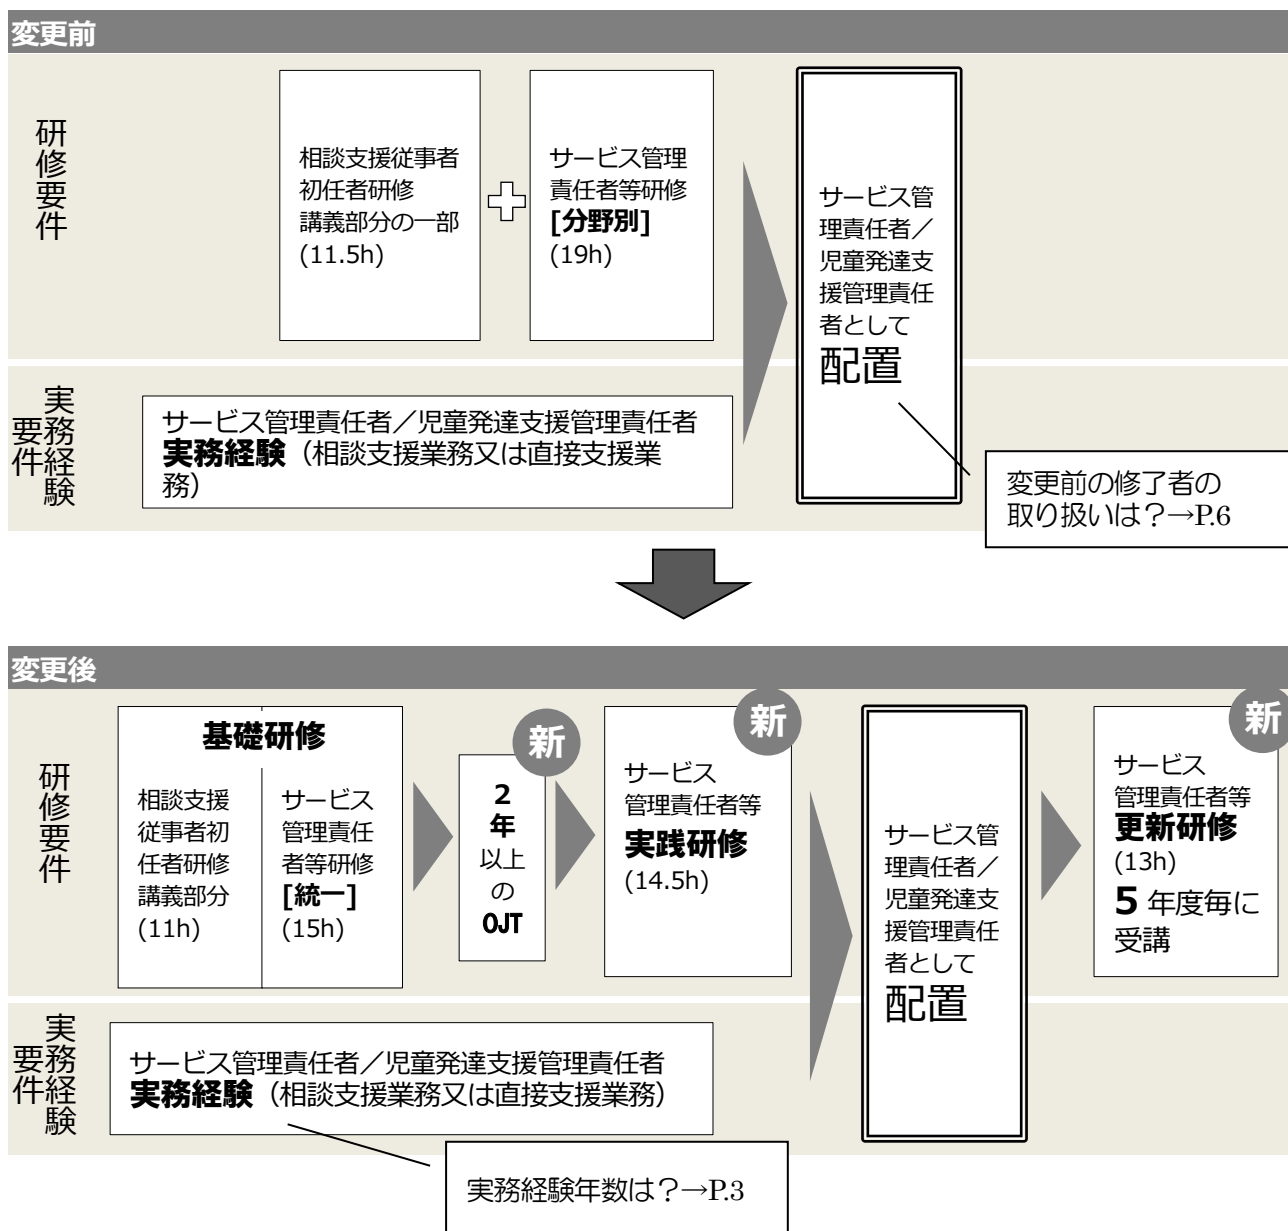 変更前
研修要件
相談支援従事者
初任者研修
講義部分の一部
(11.5h)
サービス管理
責任者等研修
[分野別]
(19h)
サービス管
理責任者／
児童発達支
援管理責任
者として
配置
実務経験
要件
サービス管理責任者／児童発達支援管理責任者
実務経験（相談支援業務又は直接支援業
務）
変更前の修了者の
取り扱いは？→P.6
変更後
研修要件
基礎研修
相談支援
従事者初
任者研修
講義部分
(11h)
サービス
管理責任
者等研修
[統一]
(15h)
新
2
年
以上
の
OJT
新
サービス
管理責任者等
実践研修
(14.5h)
サービス管
理責任者／
児童発達支
援管理責任
者として
配置
新
サービス
管理責任者等
更新研修
(13h)
5 年度毎に
受講
実務経験
要件
サービス管理責任者／児童発達支援管理責任者
実務経験（相談支援業務又は直接支援業務）
実務経験年数は？→P.3